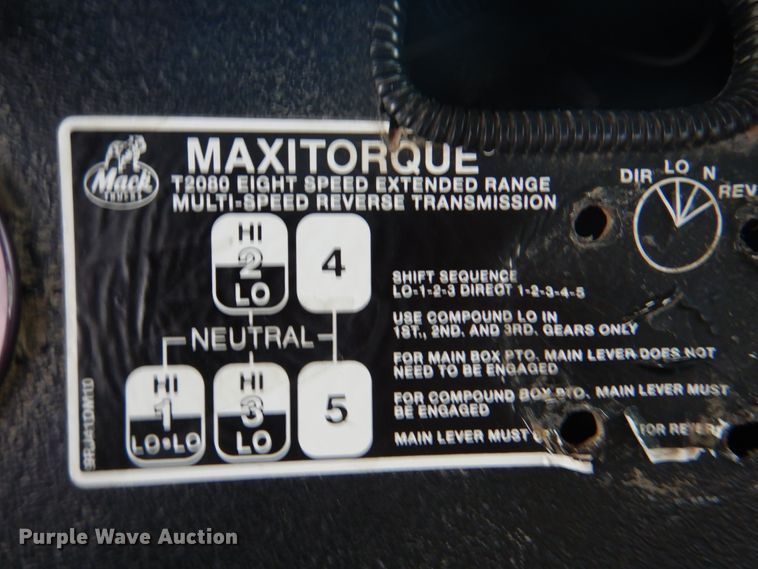 MAXITORQUE
Mack
T2080 EIGHT SPEED EXTENDED RANGE
MULTI-SPEED REVERSE TRANSMISSION
DIR LO N
REV
HI
2
LO
4
SHIFT SEQUENCE
LO-1-2-3 DIRECT 1-2-3-4-5
USE COMPOUND LO IN
1ST., 2ND. AND 3RD. GEARS ONLY
NEUTRAL
FOR MAIN BOX PTO. MAIN LEVER DOES NOT
NEED TO BE ENGAGED
HI
1
LO•LO
HI
3
LO
5
FOR COMPOUND BOX PTO. MAIN LEVER MUST
BE ENGAGED
MAIN LEVER MUST
FOR REVER
Purple Wave Auction